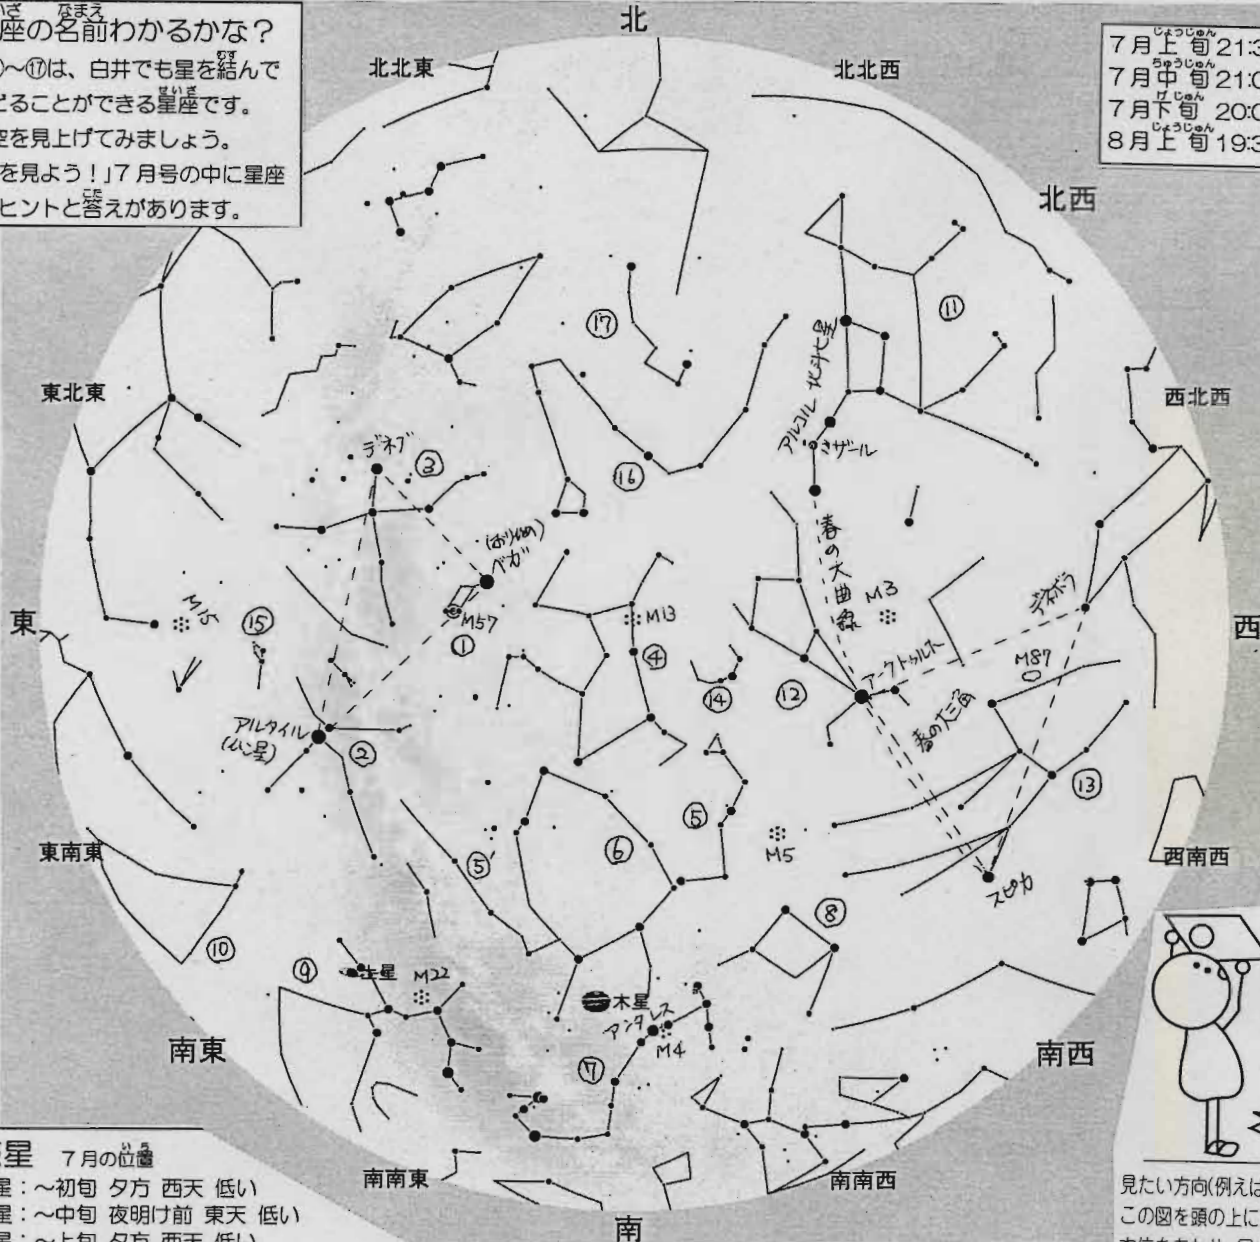 座の名前わかるかな？
～⑰は、白井でも星を結んで
ることができる星座です。
空を見上げてみましょう。
を見よう！」7月号の中に星座
ヒントと答えがあります。
7月上旬 21:3
7月中旬 21:0
7月下旬 20:0
8月上旬 19:3
北
北北東
北北西
北西
⑰
⑪
東北東
西北西
北斗七星
アルコル
ミザール
デネブ
③
⑯
(おりひめ)
ベガ
春の大曲線
M3
デネボラ
東
M15
⑮
M57
①
M13
④
⑭
⑫
アークトゥルス
M87
西
アルタイル
(ひこ星)
②
春の大三角
⑬
⑤
⑥
⑤
M5
東南東
西南西
スピカ
⑩
⑧
⑨
土星
M22
木星
アンタレス
M4
南東
南西
⑦
南南東
南南西
南
星 7月の位置
星：～初旬 夕方 西天 低い
星：～中旬 夜明け前 東天 低い
星：～上旬 夕方 西天 低い
見たい方向(例えば
この図を頭の上に